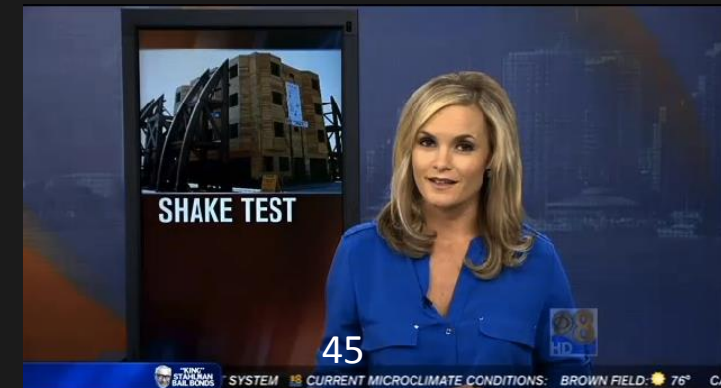 SHAKE TEST
8
HD
45
"KING"
STAHLMAN
BAIL BONDS
SYSTEM 8 CURRENT MICROCLIMATE CONDITIONS: BROWN FIELD: 76°